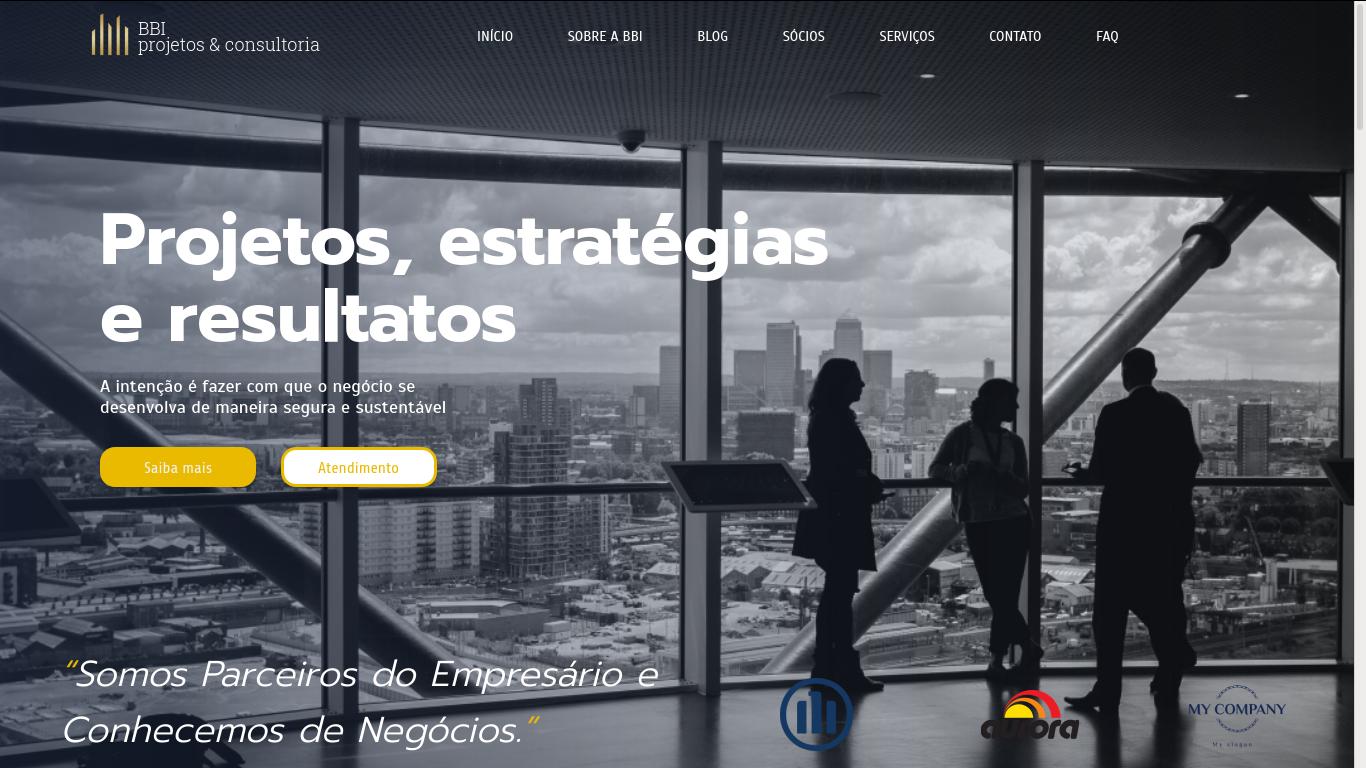 BBI
projetos & consultoria
INÍCIO
SOBRE A BBI
BLOG
SÓCIOS
SERVIÇOS
CONTATO
FAQ
Projetos, estratégias
e resultatos
A intenção é fazer com que o negócio se
desenvolva de maneira segura e sustentável
Saiba mais
Atendimento
“Somos Parceiros do Empresário e
Conhecemos de Negócios.”
aurora
MY COMPANY
My slogan